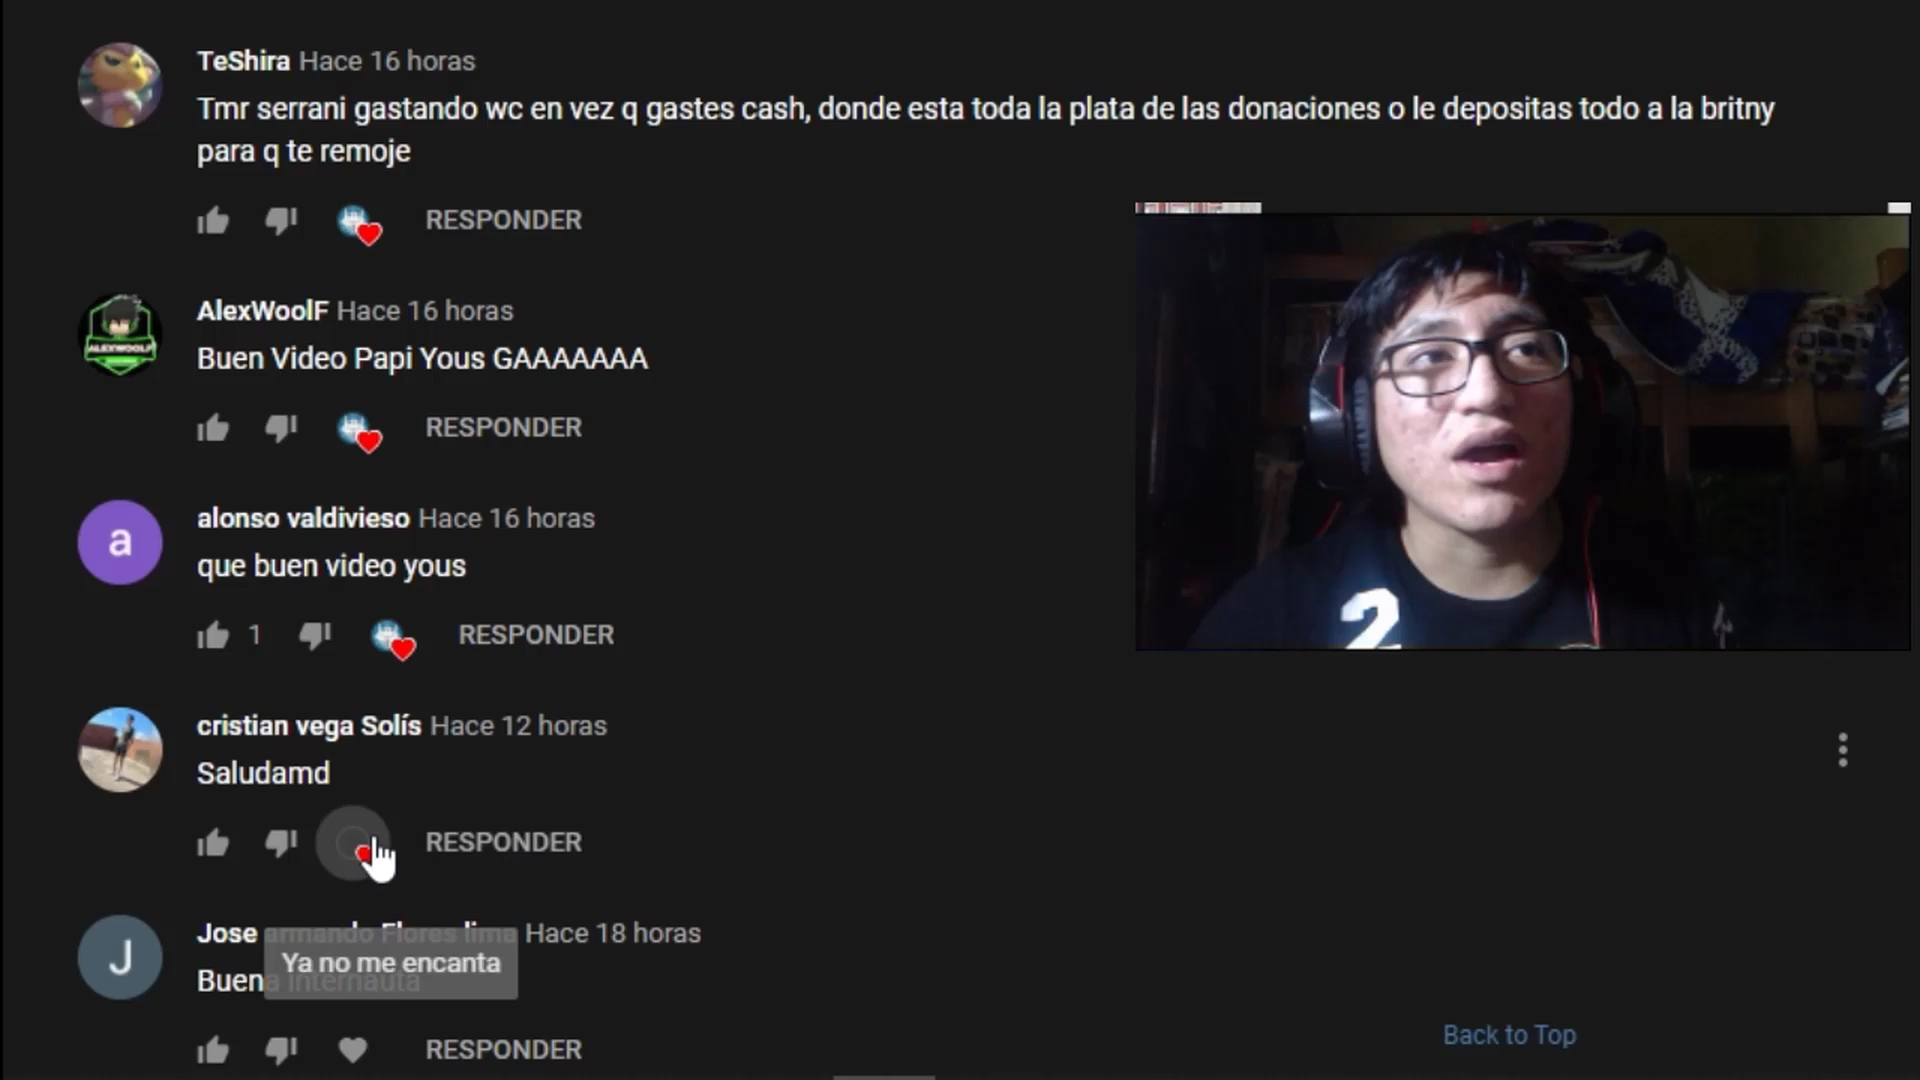 TeShira Hace 16 horas
Tmr serrani gastando wc en vez q gastes cash, donde esta toda la plata de las donaciones o le depositas todo a la britny
para q te remoje
RESPONDER
AlexWoolF Hace 16 horas
Buen Video Papi Yous GAAAAAAA
ALEXWOOLF
RESPONDER
a
alonso valdivieso Hace 16 horas
que buen video yous
1 RESPONDER
2
cristian vega Solís Hace 12 horas
Saludamd
RESPONDER
J
Jose armando Flores lima Hace 18 horas
Ya no me encanta
Buena internauta
Back to Top
RESPONDER